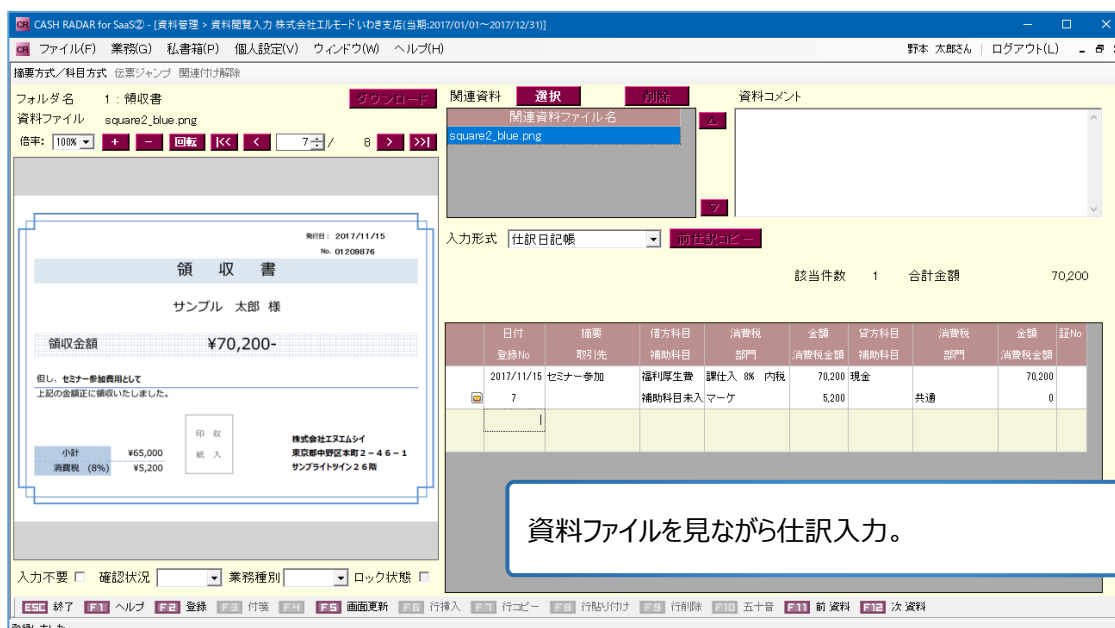 CASH RADAR for SaaS② - [資料管理 > 資料閲覧入力 株式会社エルモード いわき支店(当期:2017/01/01～2017/12/31)]
ファイル(F) 業務(G) 私書箱(P) 個人設定(V) ウィンドウ(W) ヘルプ(H) 野本 太郎さん | ログアウト(L)
摘要方式／科目方式 伝票ジャンプ 関連付け解除
フォルダ名 1：領収書 ダウンロード
資料ファイル square2_blue.png
倍率: 100% + - 回転 |<< < 7 / 8 > >>|
関連資料 選択 削除 資料コメント
関連資料ファイル名
square2_blue.png
発行日： 2017/11/15
No. 01209876
領 収 書
サンプル 太郎 様
領収金額 ¥70,200-
但し、セミナー参加費用として
上記の金額正に領収いたしました。
印 収
紙 入
小計 ¥65,000
消費税 (8%) ¥5,200
株式会社エヌエムシイ
東京都中野区本町２－４６－１
サンブライトツイン２６階
入力形式 仕訳日記帳 前仕訳コピー
該当件数 1 合計金額 70,200
日付 摘要 借方科目 消費税 金額 貸方科目 消費税 金額 証No
登録No 取引先 補助科目 部門 消費税金額 補助科目 部門 消費税金額
2017/11/15 セミナー参加 福利厚生費 課仕入 8% 内税 70,200 現金 70,200
7 補助科目未入 マーケ 5,200 共通 0
資料ファイルを見ながら仕訳入力。
入力不要 確認状況 業務種別 ロック状態
ESC 終了 F1 ヘルプ F2 登録 F3 付箋 F4 F5 画面更新 F6 行挿入 F7 行コピー F8 行貼り付け F9 行削除 F10 五十音 F11 前資料 F12 次資料
登録しました